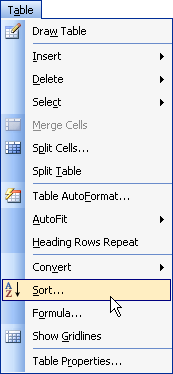 Table
Draw Table
Insert
Delete
Select
Merge Cells
Split Cells...
Split Table
Table AutoFormat...
AutoFit
Heading Rows Repeat
Convert
Sort...
Formula...
Show Gridlines
Table Properties...